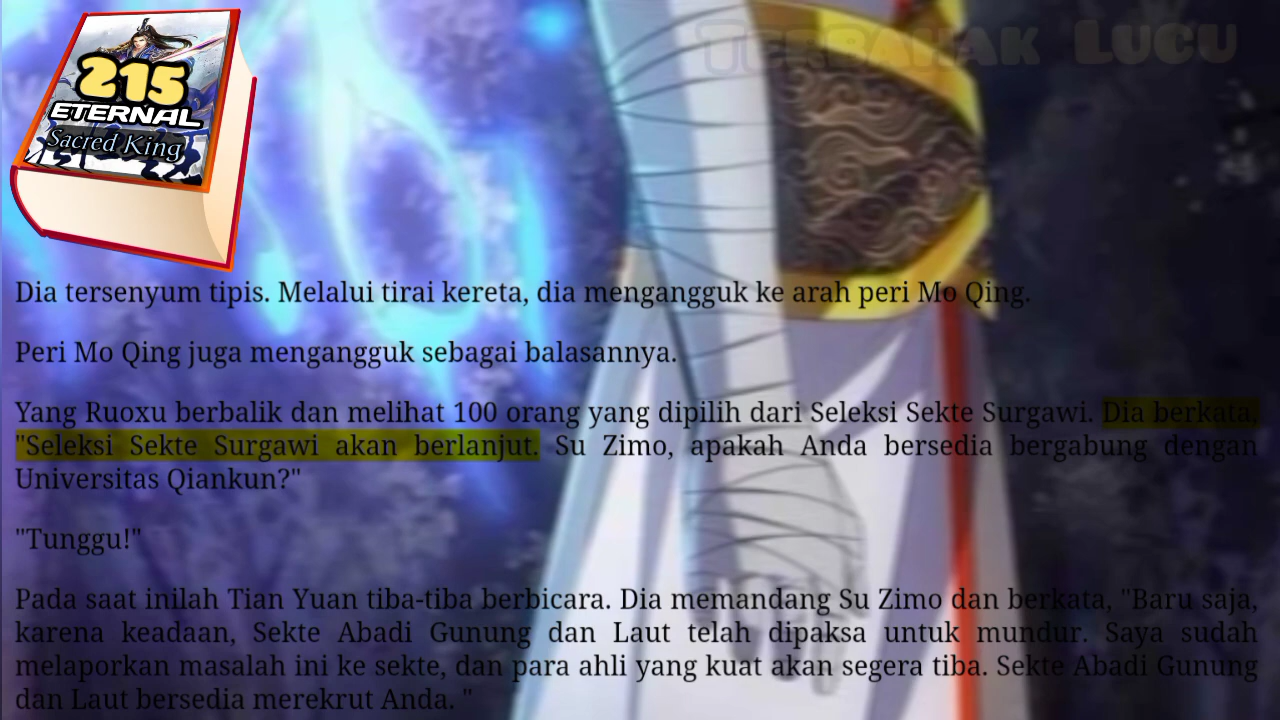 TERBAHAK LUCU
215
ETERNAL
Sacred King
Dia tersenyum tipis. Melalui tirai kereta, dia mengangguk ke arah peri Mo Qing.
Peri Mo Qing juga mengangguk sebagai balasannya.
Yang Ruoxu berbalik dan melihat 100 orang yang dipilih dari Seleksi Sekte Surgawi. Dia berkata,
"Seleksi Sekte Surgawi akan berlanjut. Su Zimo, apakah Anda bersedia bergabung dengan
Universitas Qiankun?"
"Tunggu!"
Pada saat inilah Tian Yuan tiba-tiba berbicara. Dia memandang Su Zimo dan berkata, "Baru saja,
karena keadaan, Sekte Abadi Gunung dan Laut telah dipaksa untuk mundur. Saya sudah
melaporkan masalah ini ke sekte, dan para ahli yang kuat akan segera tiba. Sekte Abadi Gunung
dan Laut bersedia merekrut Anda. "